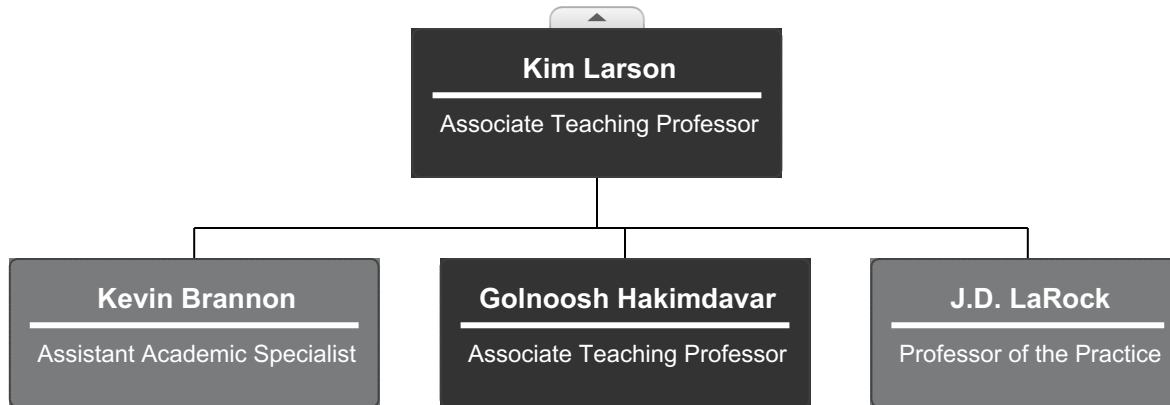 Kim Larson
Associate Teaching Professor
Kevin Brannon
Assistant Academic Specialist
Golnoosh Hakimdavar
Associate Teaching Professor
J.D. LaRock
Professor of the Practice